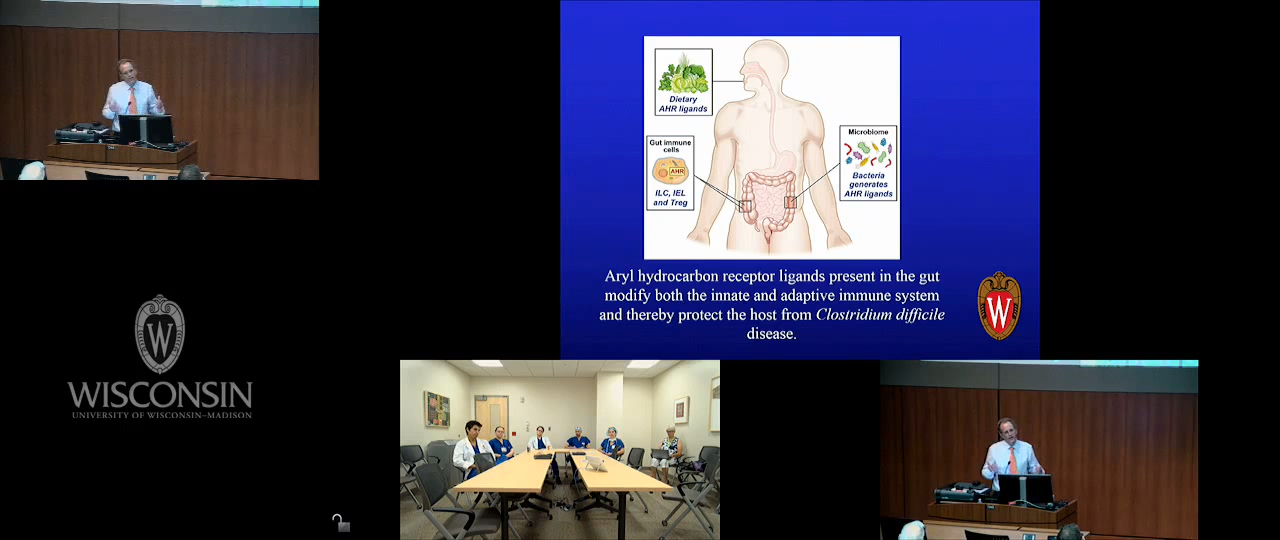 Dietary
AHR ligands
Gut immune
cells
AHR
ILC, IEL
and Treg
Microbiome
Bacteria
generates
AHR ligands
Aryl hydrocarbon receptor ligands present in the gut
modify both the innate and adaptive immune system
and thereby protect the host from Clostridium difficile
disease.
W
W
WISCONSIN
UNIVERSITY OF WISCONSIN–MADISON